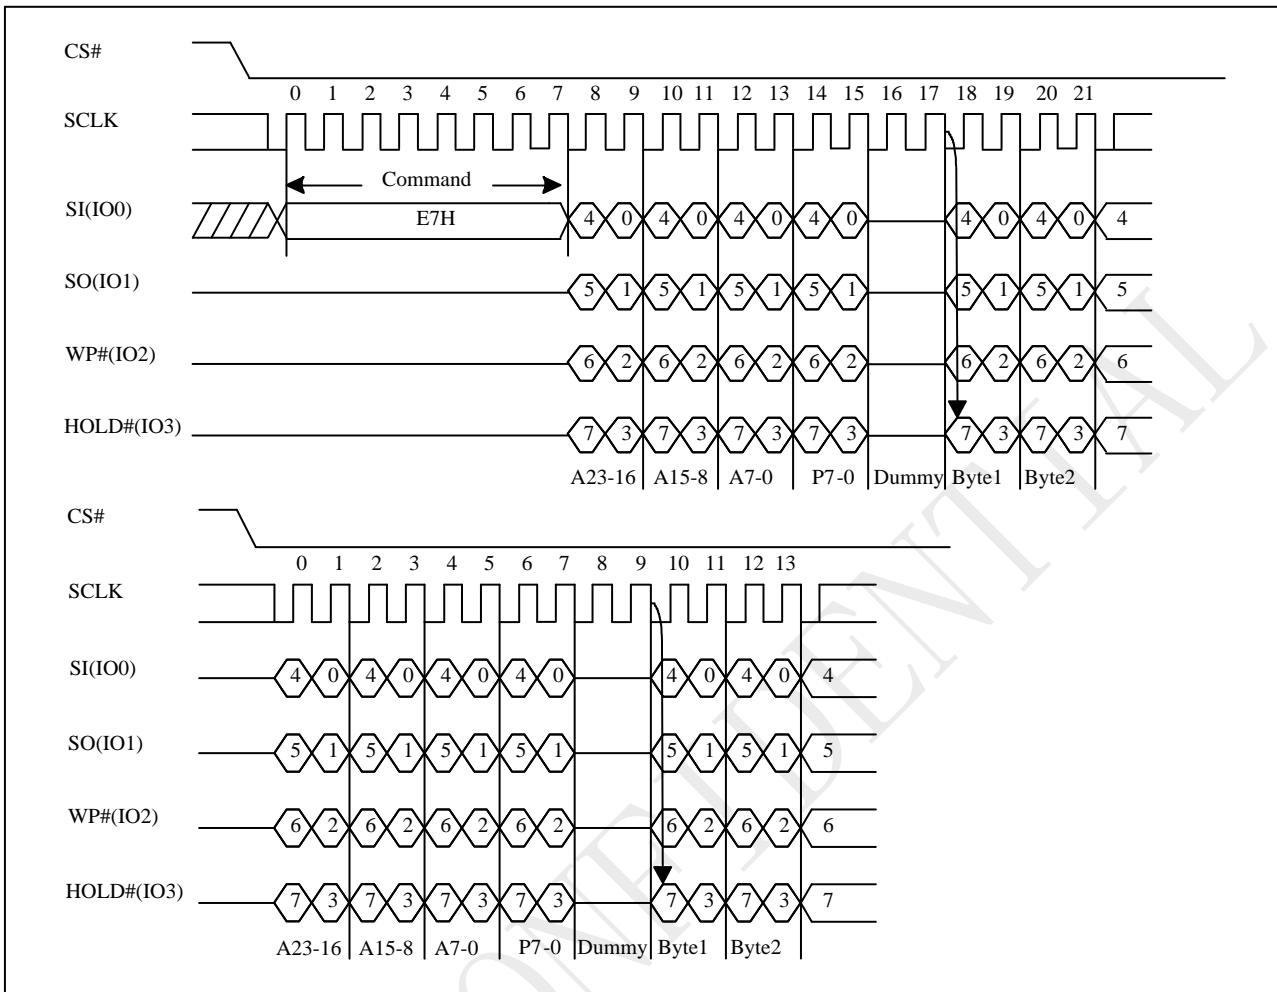 CS#
0 1 2 3 4 5 6 7 8 9 10 11 12 13 14 15 16 17 18 19 20 21
SCLK
Command
SI(IO0) E7H 4 0 4 0 4 0 4 0 4 0 4 0 4
SO(IO1) 5 1 5 1 5 1 5 1 5 1 5 1 5
WP#(IO2) 6 2 6 2 6 2 6 2 6 2 6 2 6
HOLD#(IO3) 7 3 7 3 7 3 7 3 7 3 7 3 7
A23-16 A15-8 A7-0 P7-0 Dummy Byte1 Byte2
CS#
0 1 2 3 4 5 6 7 8 9 10 11 12 13
SCLK
SI(IO0) 4 0 4 0 4 0 4 0 4 0 4 0 4
SO(IO1) 5 1 5 1 5 1 5 1 5 1 5 1 5
WP#(IO2) 6 2 6 2 6 2 6 2 6 2 6 2 6
HOLD#(IO3) 7 3 7 3 7 3 7 3 7 3 7 3 7
A23-16 A15-8 A7-0 P7-0 Dummy Byte1 Byte2
ONFIDENTIAL